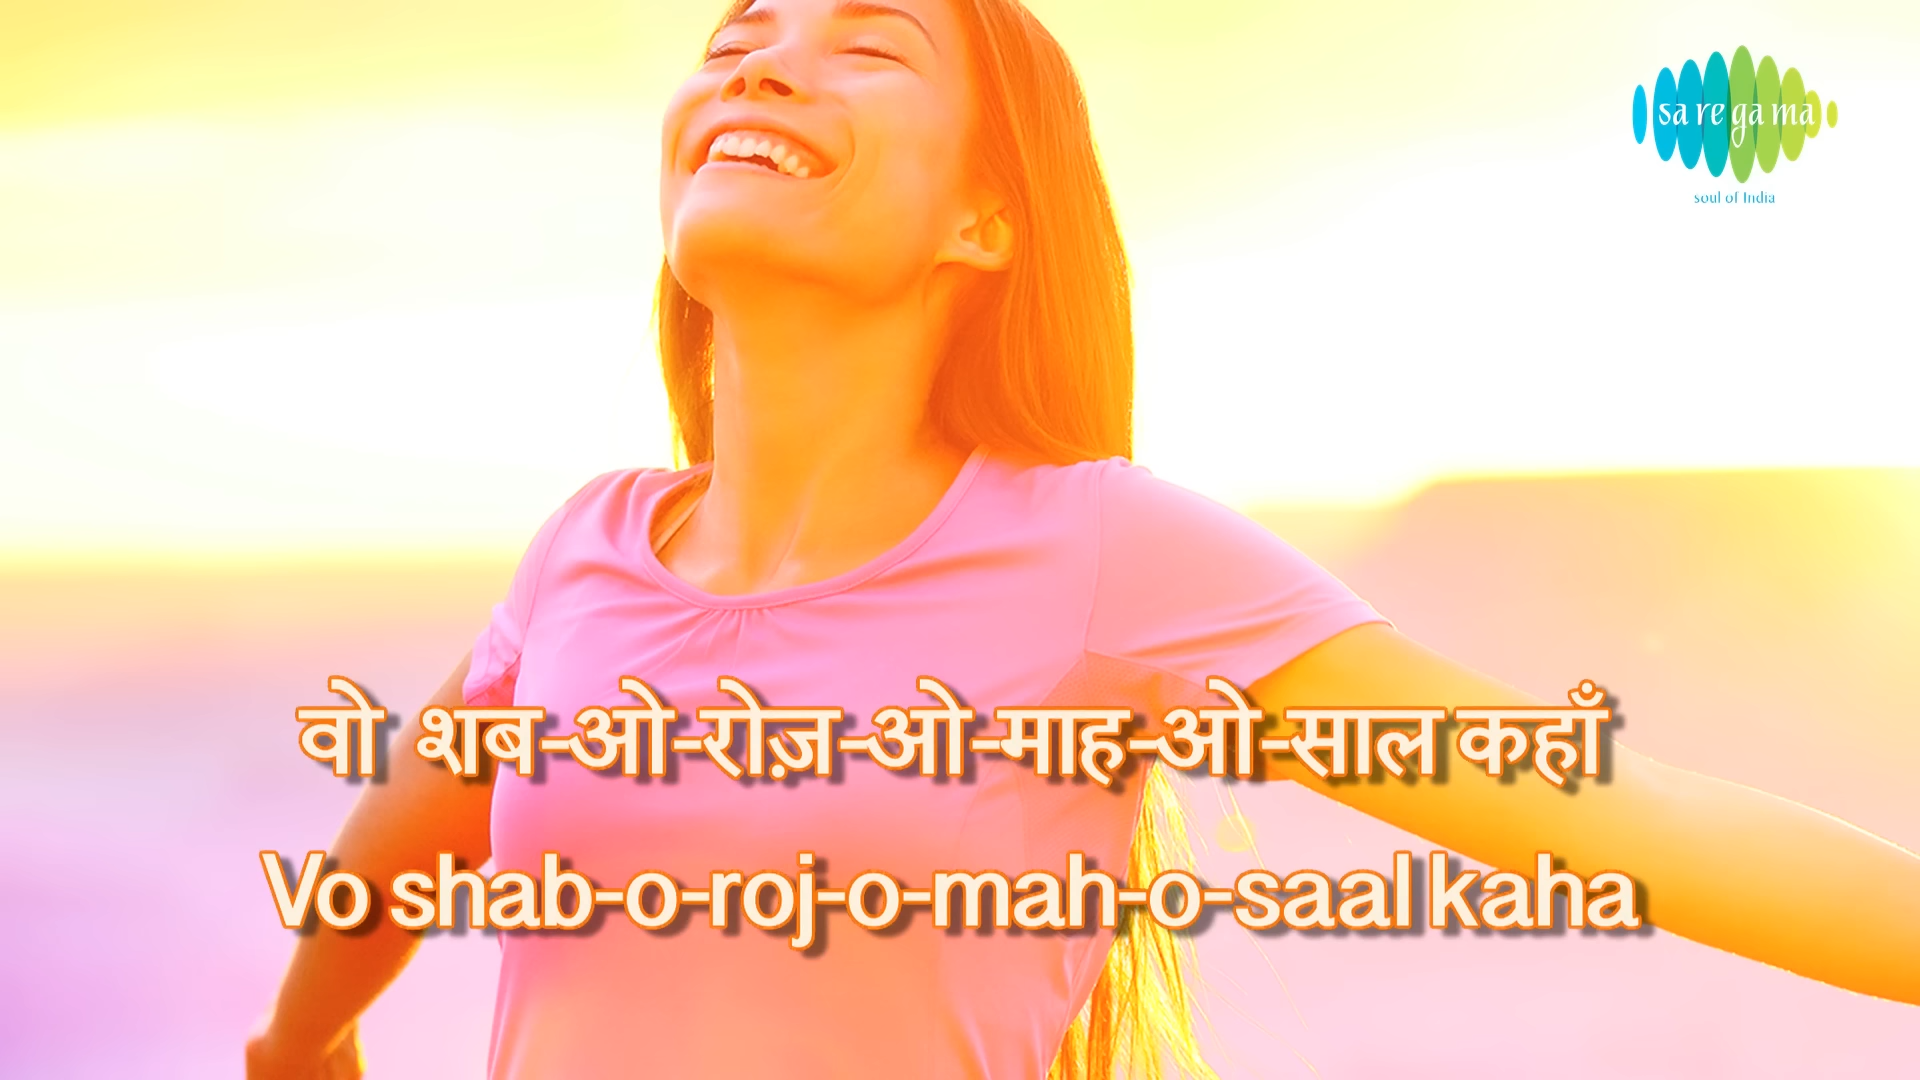 sa re ga ma
soul of India
वो शब-ओ-रोज़-ओ-माह-ओ-साल कहाँ
Vo shab-o-roj-o-mah-o-saal kaha